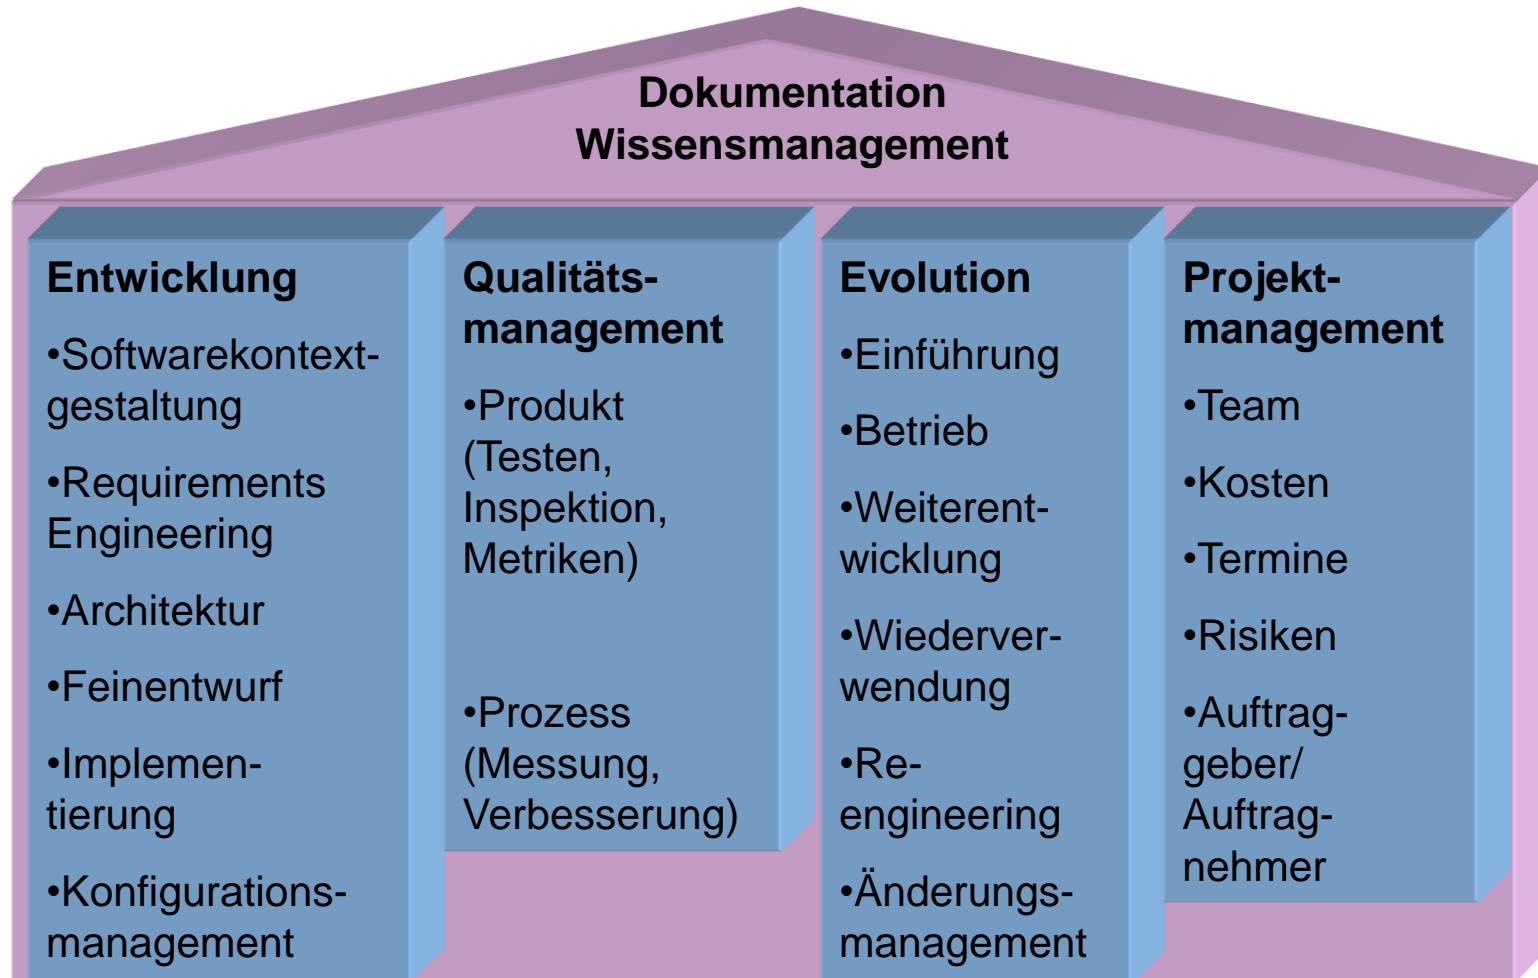 Dokumentation
Wissensmanagement
Entwicklung
•Softwarekontext-
gestaltung
•Requirements
Engineering
•Architektur
•Feinentwurf
•Implemen-
tierung
•Konfigurations-
management
Qualitäts-
management
•Produkt
(Testen,
Inspektion,
Metriken)
•Prozess
(Messung,
Verbesserung)
Evolution
•Einführung
•Betrieb
•Weiterent-
wicklung
•Wiederver-
wendung
•Re-
engineering
•Änderungs-
management
Projekt-
management
•Team
•Kosten
•Termine
•Risiken
•Auftrag-
geber/
Auftrag-
nehmer